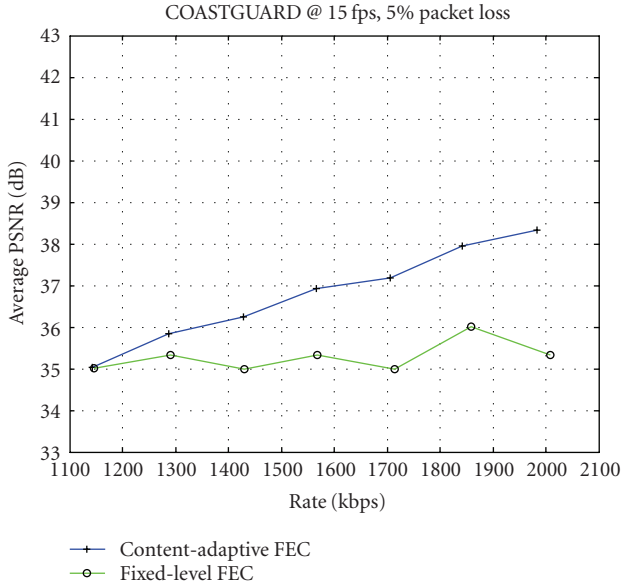 COASTGUARD @ 15 fps, 5% packet loss
43
42
41
40
39
38
37
36
35
34
33
Average PSNR (dB)
1100 1200 1300 1400 1500 1600 1700 1800 1900 2000 2100
Rate (kbps)
Content-adaptive FEC
Fixed-level FEC